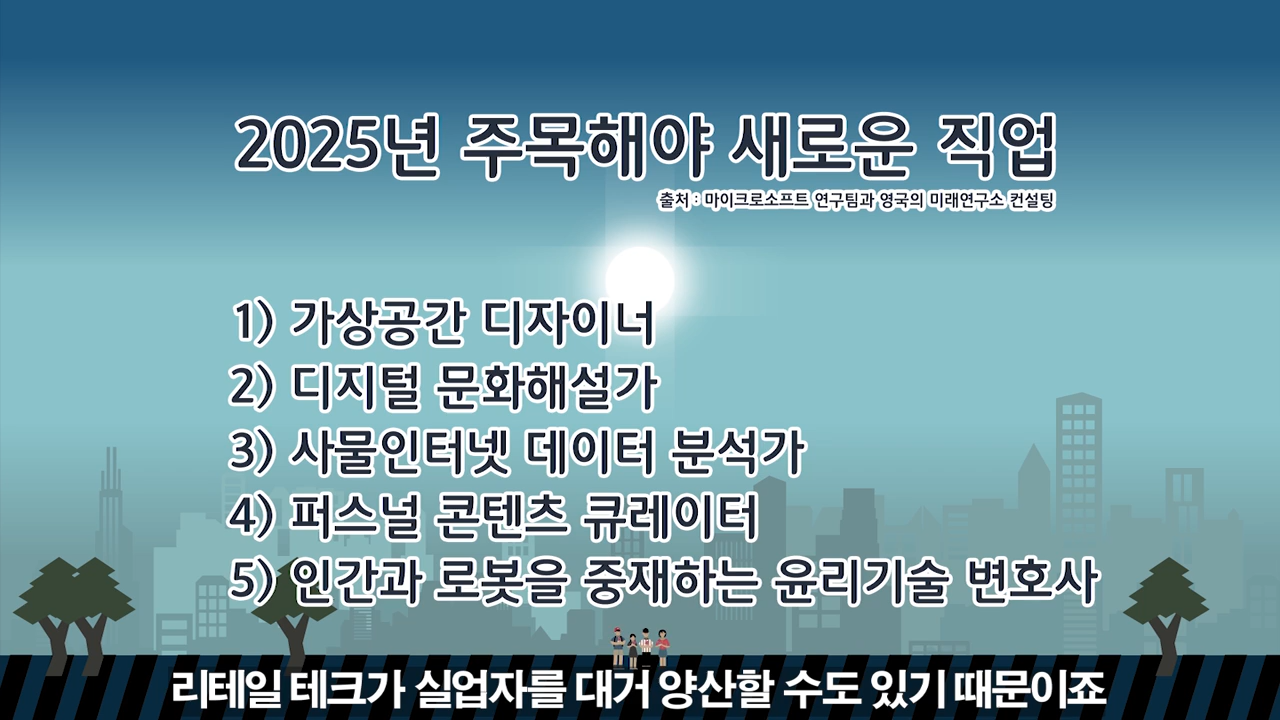 2025년 주목해야 새로운 직업
출처 : 마이크로소프트 연구팀과 영국의 미래연구소 컨설팅
1) 가상공간 디자이너
2) 디지털 문화해설가
3) 사물인터넷 데이터 분석가
4) 퍼스널 콘텐츠 큐레이터
5) 인간과 로봇을 중재하는 윤리기술 변호사
리테일 테크가 실업자를 대거 양산할 수도 있기 때문이죠